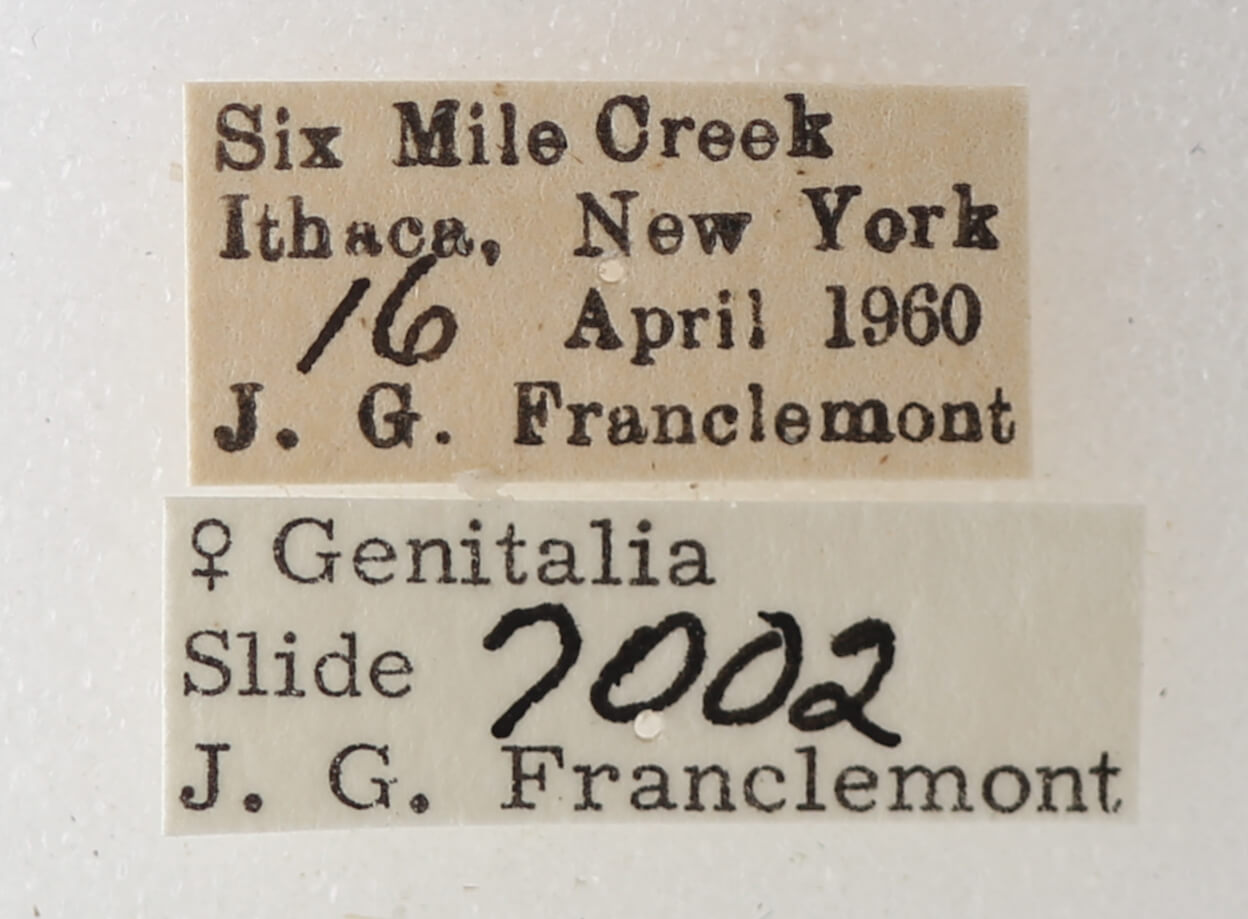 Six Mile Creek
Ithaca, New York
16 April 1960
J. G. Franclemont
♀ Genitalia
Slide 7002
J. G. Franclemont